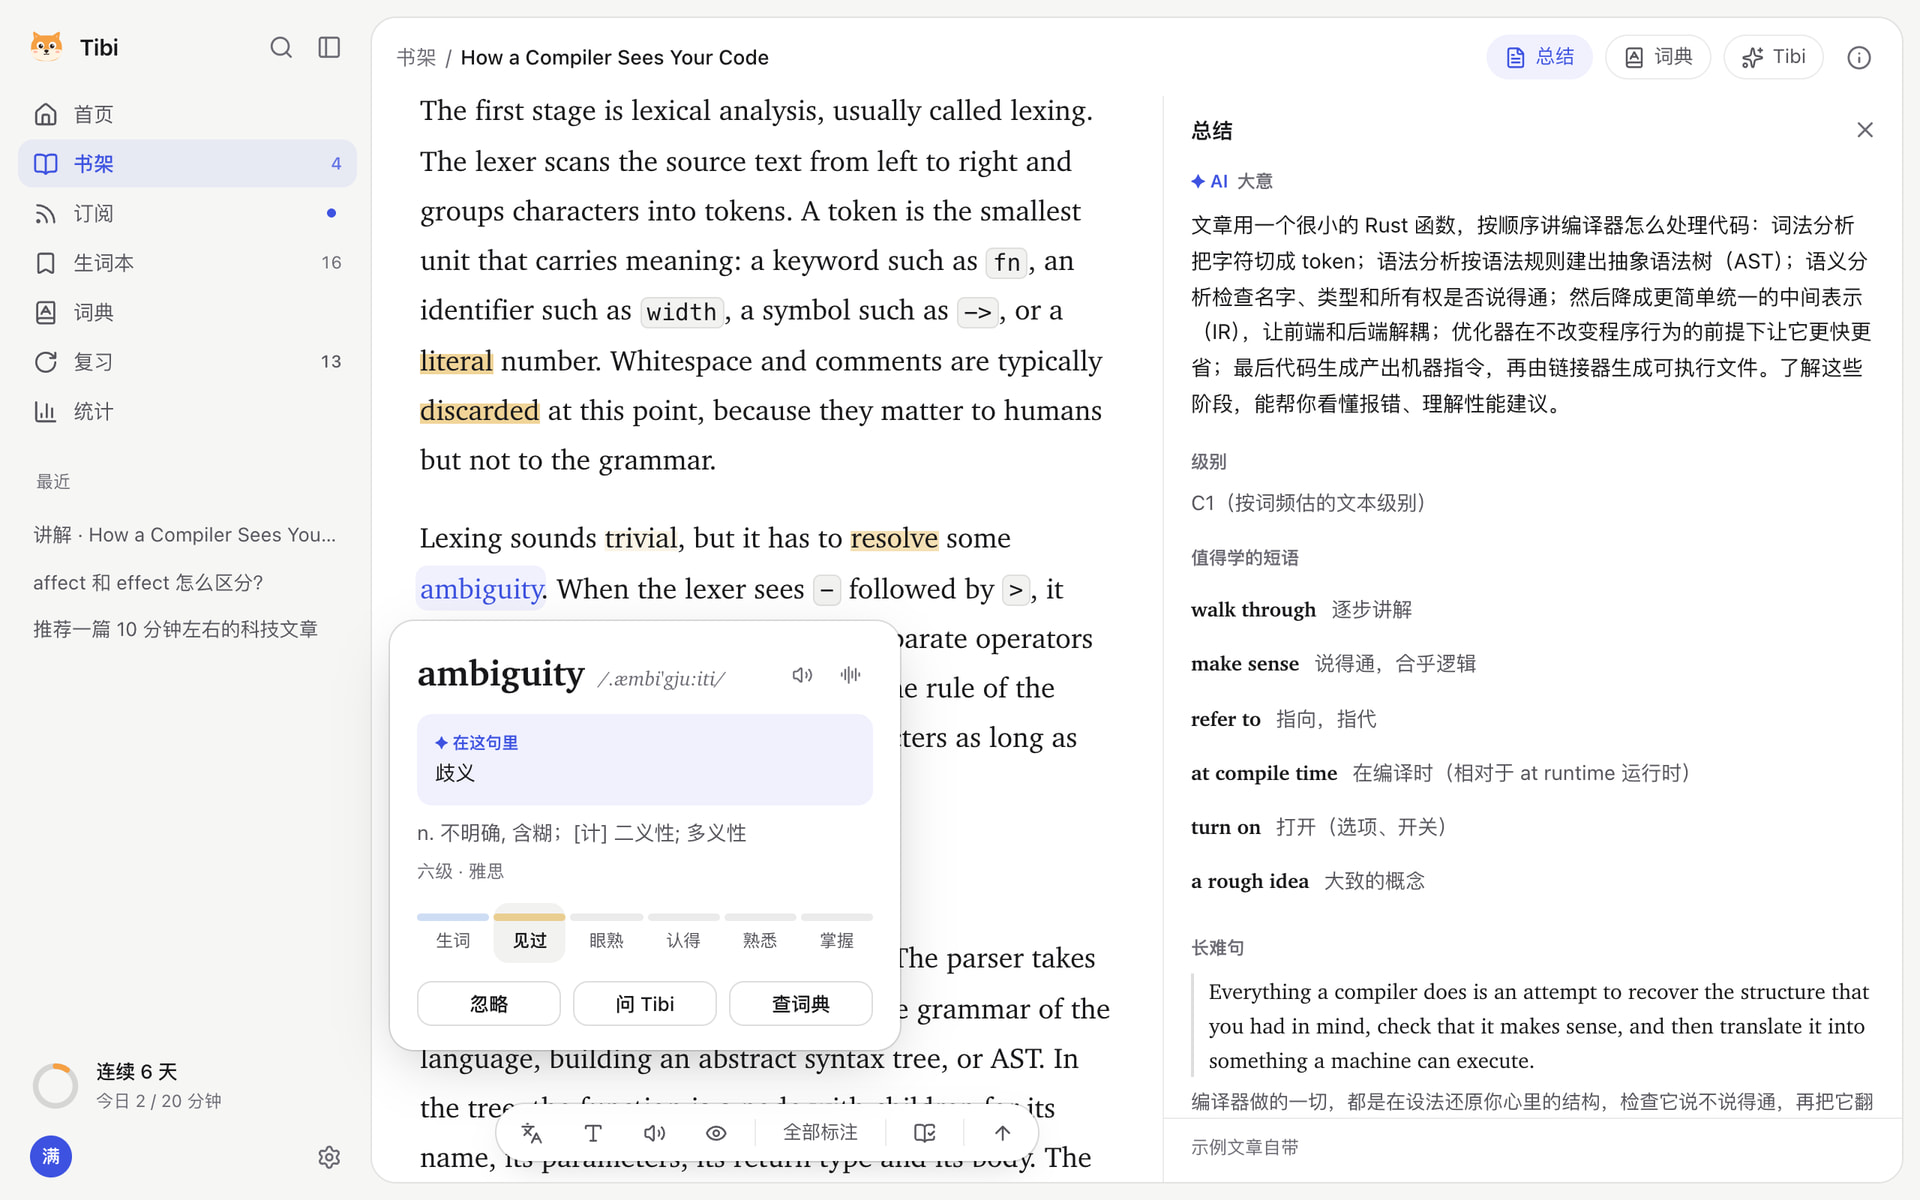 Tibi
首页
书架 4
订阅
生词本 16
词典
复习 13
统计
最近
讲解 · How a Compiler Sees You...
affect 和 effect 怎么区分?
推荐一篇 10 分钟左右的科技文章
连续 6 天
今日 2 / 20 分钟
满
书架 / How a Compiler Sees Your Code
总结
词典
Tibi
The first stage is lexical analysis, usually called lexing.
The lexer scans the source text from left to right and
groups characters into tokens. A token is the smallest
unit that carries meaning: a keyword such as fn, an
identifier such as width, a symbol such as ->, or a
literal number. Whitespace and comments are typically
discarded at this point, because they matter to humans
but not to the grammar.
Lexing sounds trivial, but it has to resolve some
ambiguity. When the lexer sees - followed by >, it
parate operators
e rule of the
ters as long as
The parser takes
e grammar of the
language, building an abstract syntax tree, or AST. In
the tree, the function is a node with children for its
name, its parameters, its return type and its body. The
ambiguity /.æmbi'gju:iti/
在这句里
歧义
n. 不明确, 含糊; [计] 二义性; 多义性
六级 · 雅思
生词 见过 眼熟 认得 熟悉 掌握
忽略 问 Tibi 查词典
全部标注
总结
AI 大意
文章用一个很小的 Rust 函数，按顺序讲编译器怎么处理代码：词法分析
把字符切成 token；语法分析按语法规则建出抽象语法树（AST）；语义分
析检查名字、类型和所有权是否说得通；然后降成更简单统一的中间表示
（IR），让前端和后端解耦；优化器在不改变程序行为的前提下让它更快更
省；最后代码生成产出机器指令，再由链接器生成可执行文件。了解这些
阶段，能帮你看懂报错、理解性能建议。
级别
C1（按词频估的文本级别）
值得学的短语
walk through 逐步讲解
make sense 说得通，合乎逻辑
refer to 指向，指代
at compile time 在编译时（相对于 at runtime 运行时）
turn on 打开（选项、开关）
a rough idea 大致的概念
长难句
Everything a compiler does is an attempt to recover the structure that
you had in mind, check that it makes sense, and then translate it into
something a machine can execute.
编译器做的一切，都是在设法还原你心里的结构，检查它说不说得通，再把它翻
示例文章自带